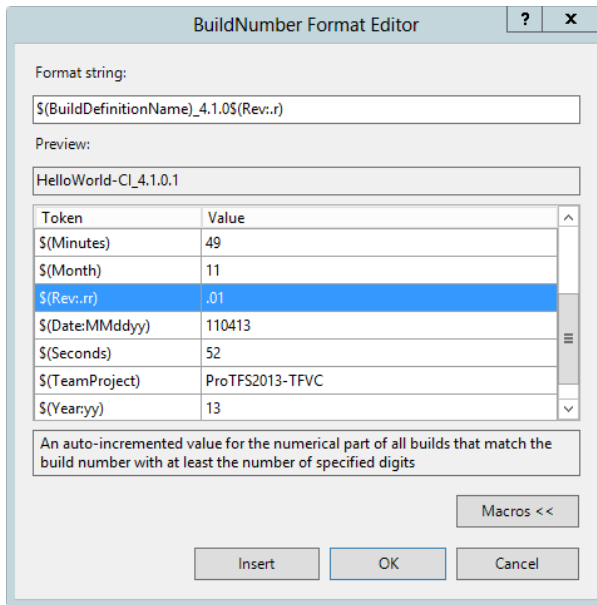 BuildNumber Format Editor
? x
Format string:
$(BuildDefinitionName)_4.1.0$(Rev:.r)
Preview:
HelloWorld-CI_4.1.0.1
Token Value
$(Minutes) 49
$(Month) 11
$(Rev:.rr) .01
$(Date:MMddyy) 110413
$(Seconds) 52
$(TeamProject) ProTFS2013-TFVC
$(Year:yy) 13
An auto-incremented value for the numerical part of all builds that match the
build number with at least the number of specified digits
Macros <<
Insert OK Cancel